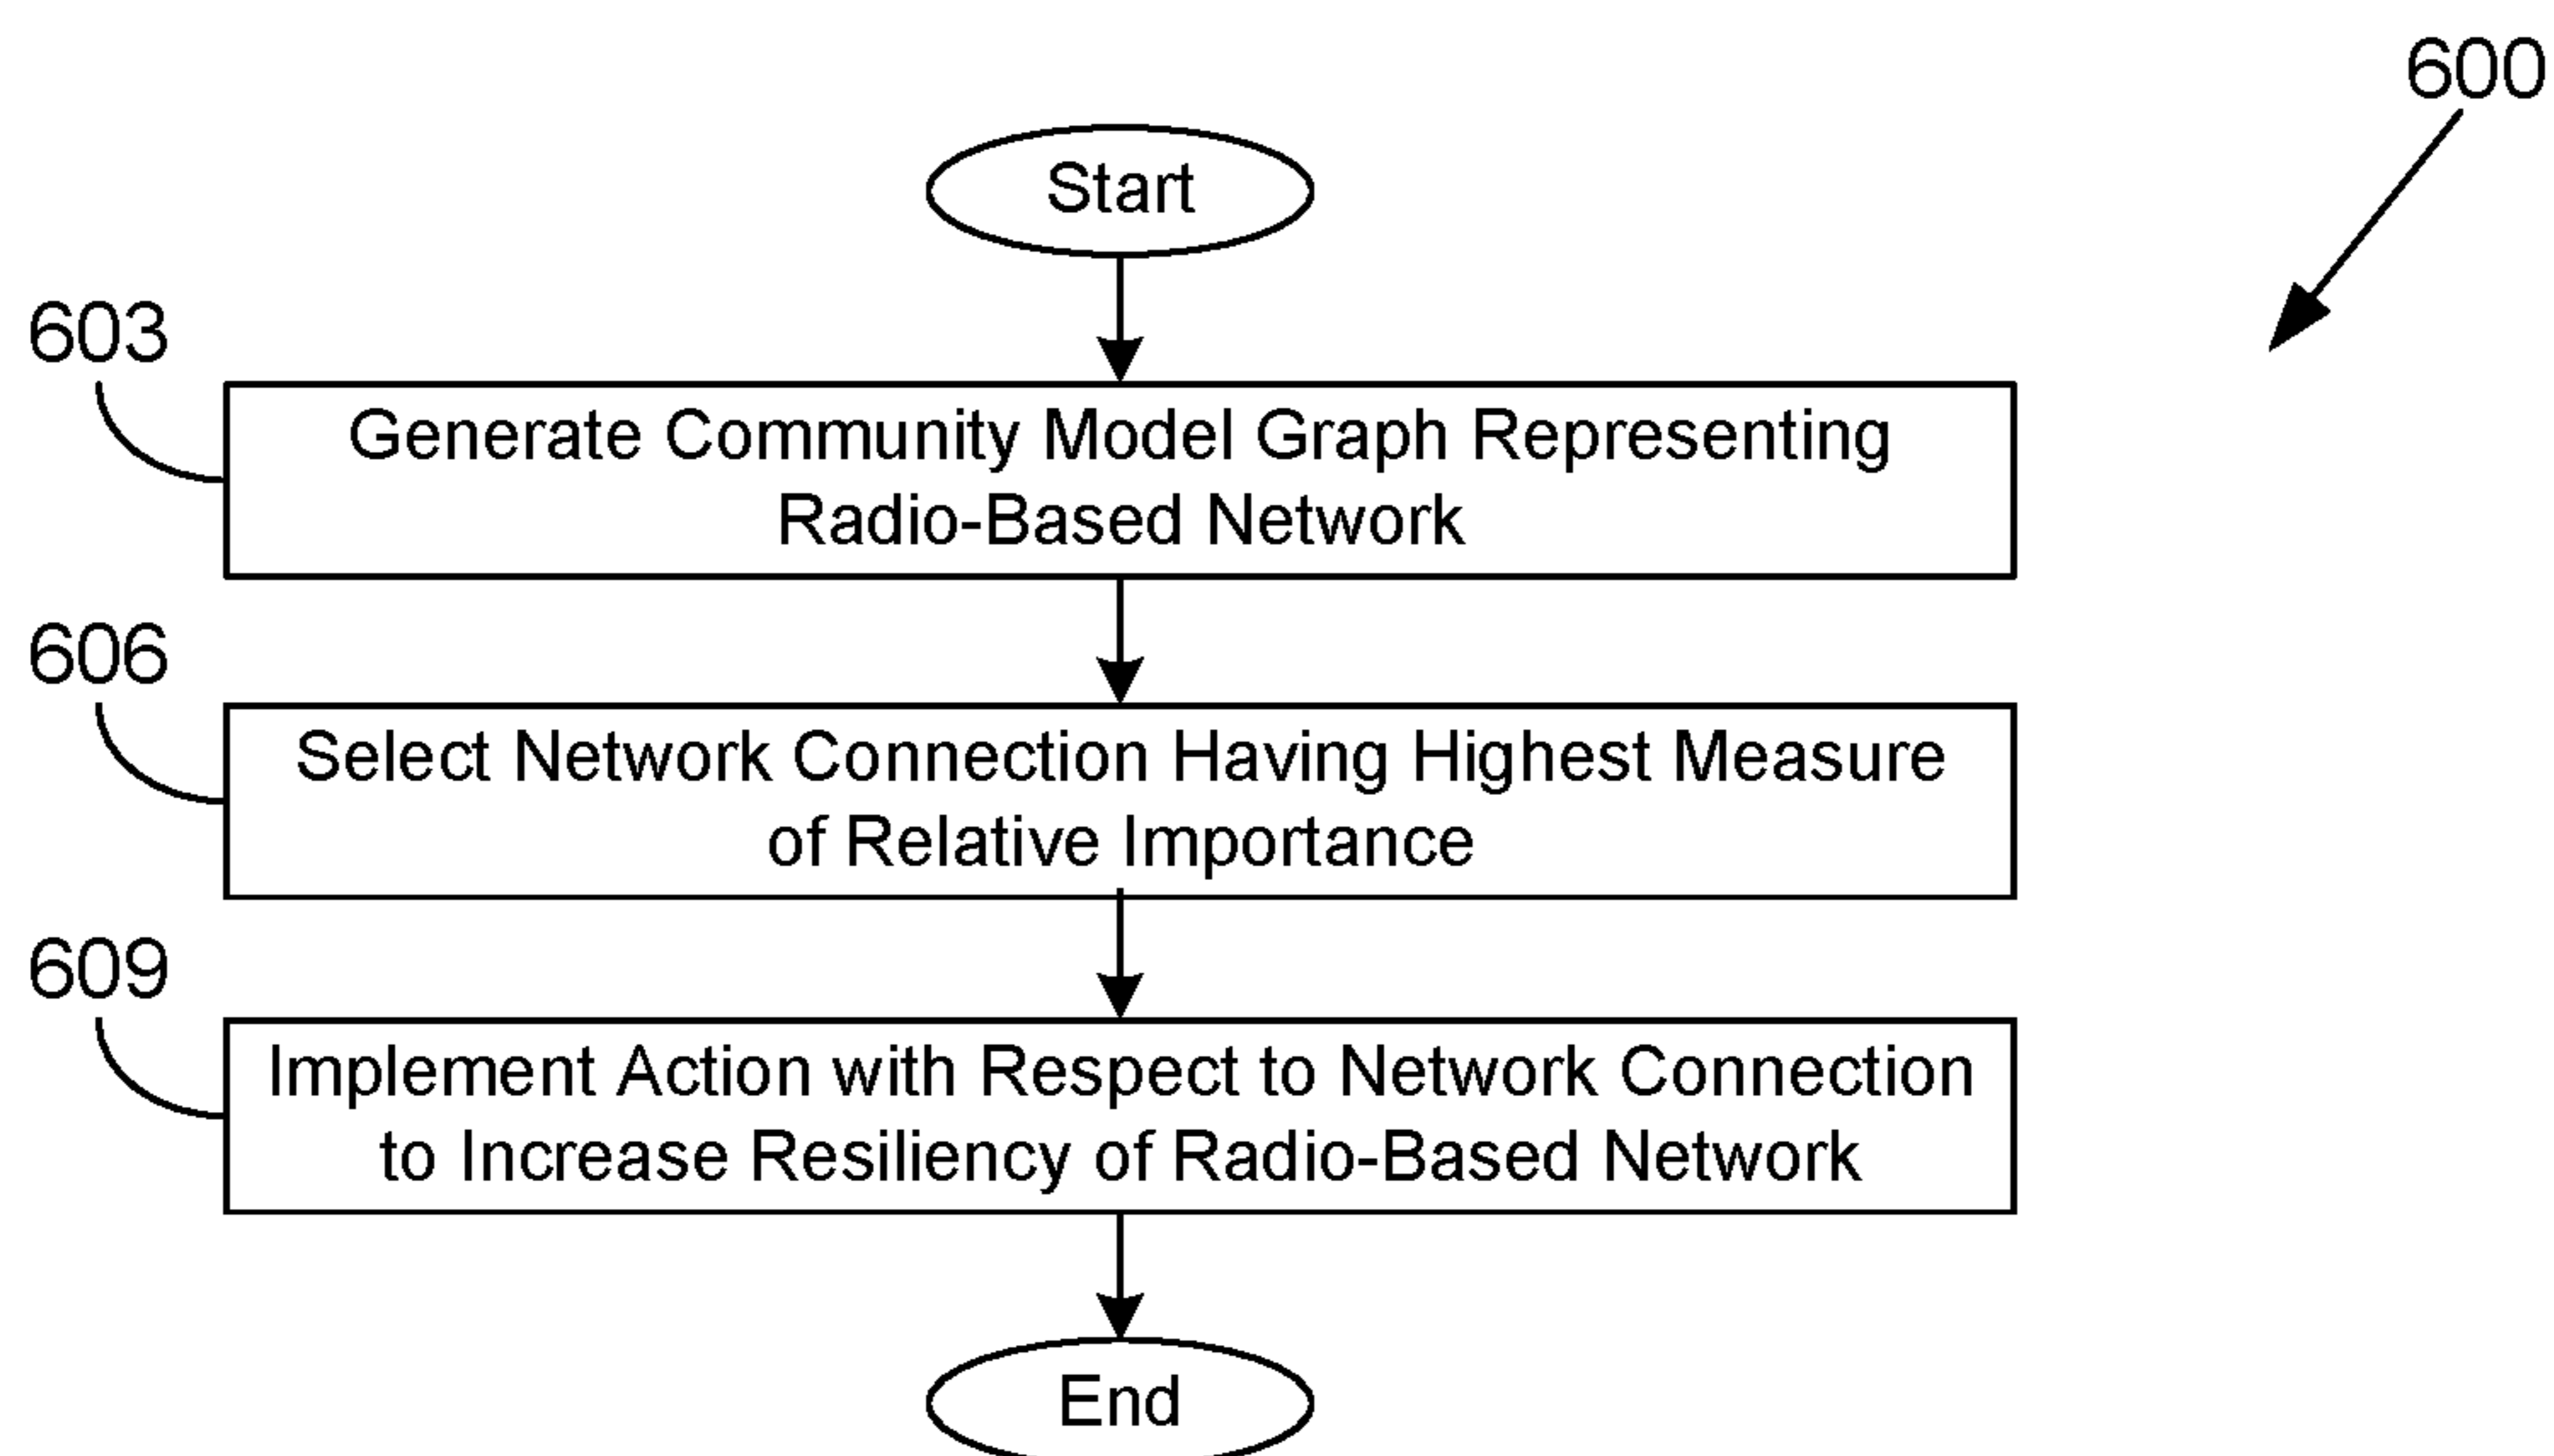 600
Start
603
Generate Community Model Graph Representing
Radio-Based Network
606
Select Network Connection Having Highest Measure
of Relative Importance
609
Implement Action with Respect to Network Connection
to Increase Resiliency of Radio-Based Network
End